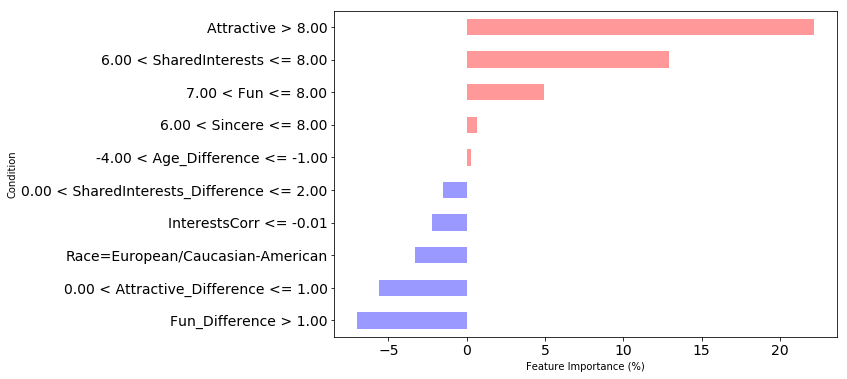 Attractive > 8.00
6.00 < SharedInterests <= 8.00
7.00 < Fun <= 8.00
6.00 < Sincere <= 8.00
-4.00 < Age_Difference <= -1.00
0.00 < SharedInterests_Difference <= 2.00
InterestsCorr <= -0.01
Race=European/Caucasian-American
0.00 < Attractive_Difference <= 1.00
Fun_Difference > 1.00
Condition
−5 0 5 10 15 20
Feature Importance (%)